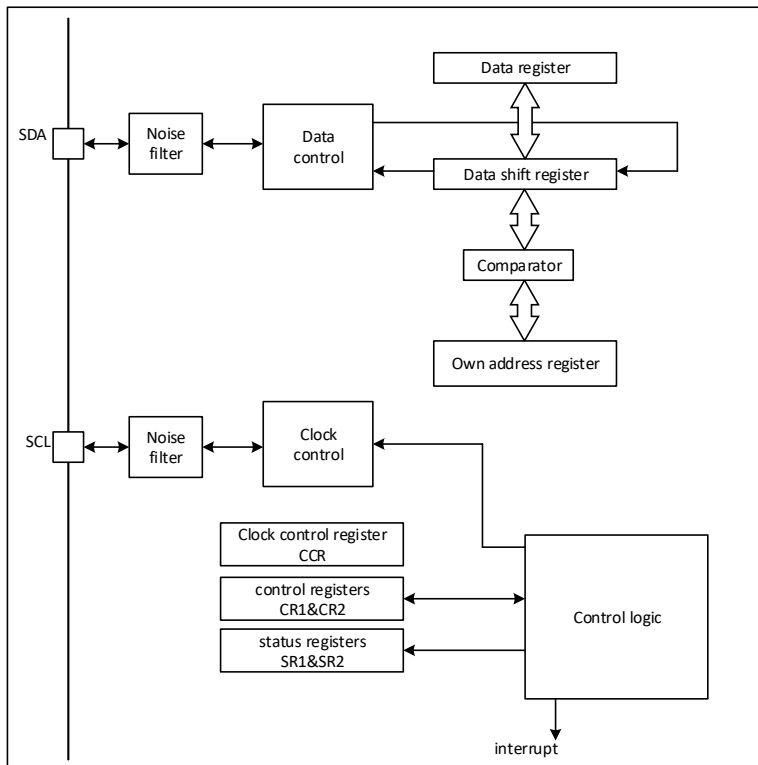 Data register
SDA
Noise
filter
Data
control
Data shift register
Comparator
Own address register
SCL
Noise
filter
Clock
control
Clock control register
CCR
control registers
CR1&CR2
status registers
SR1&SR2
Control logic
interrupt